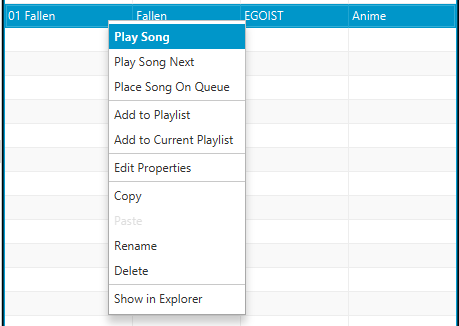 01 Fallen Fallen EGOIST Anime
Play Song
Play Song Next
Place Song On Queue
Add to Playlist
Add to Current Playlist
Edit Properties
Copy
Paste
Rename
Delete
Show in Explorer